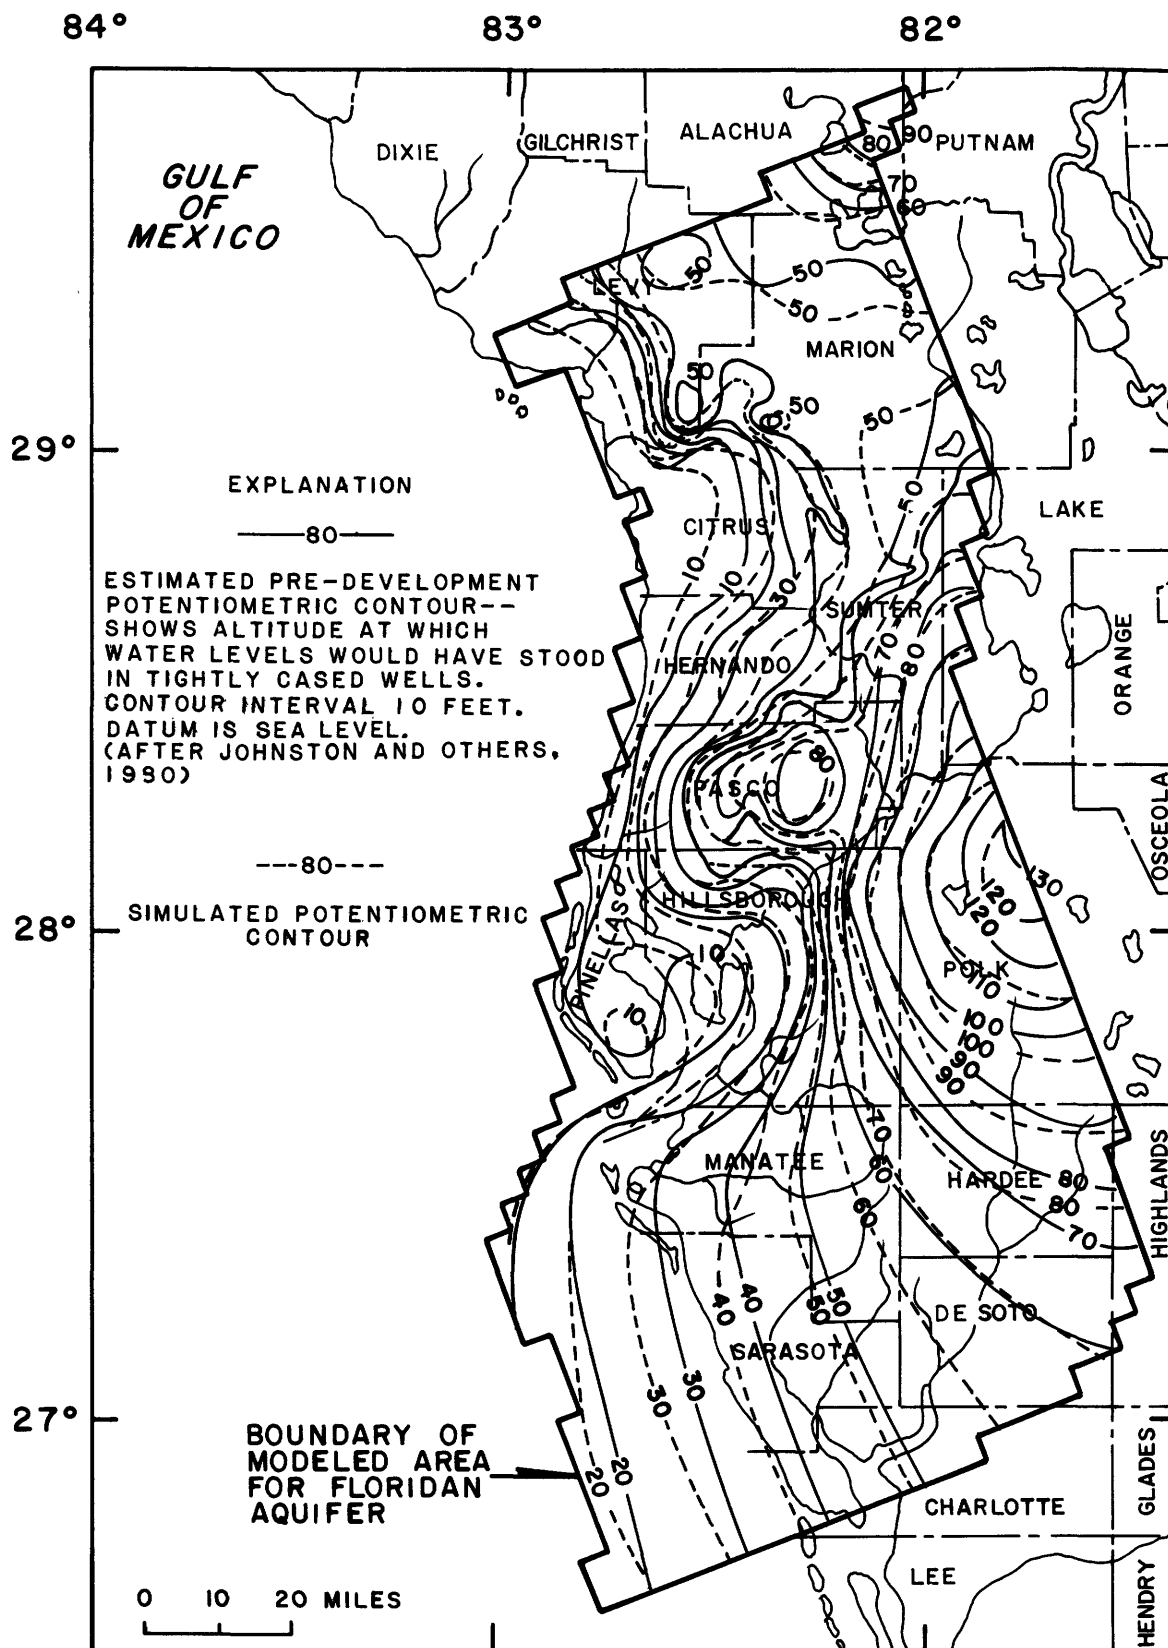 84°
83°
82°
DIXIE
GILCHRIST
ALACHUA
PUTNAM
80
90
70
60
GULF
OF
MEXICO
LEVY
50
50
50
MARION
50
50
50
29°
EXPLANATION
80
CITRUS
50
LAKE
ESTIMATED PRE-DEVELOPMENT
POTENTIOMETRIC CONTOUR--
SHOWS ALTITUDE AT WHICH
WATER LEVELS WOULD HAVE STOOD
IN TIGHTLY CASED WELLS.
CONTOUR INTERVAL 10 FEET.
DATUM IS SEA LEVEL.
(AFTER JOHNSTON AND OTHERS,
1980)
10
10
30
SUMTER
70
80
HERNANDO
ORANGE
PASCO
80
OSCEOLA
---80---
SIMULATED POTENTIOMETRIC
CONTOUR
28°
HILLSBOROUGH
PINELLAS
10
10
130
120
120
POLK
110
100
100
90
90
MANATEE
70
60
60
HARDEE
80
80
70
HIGHLANDS
40
40
50
50
DE SOTO
SARASOTA
30
30
27°
BOUNDARY OF
MODELED AREA
FOR FLORIDAN
AQUIFER
20
20
CHARLOTTE
GLADES
LEE
HENDRY
0 10 20 MILES